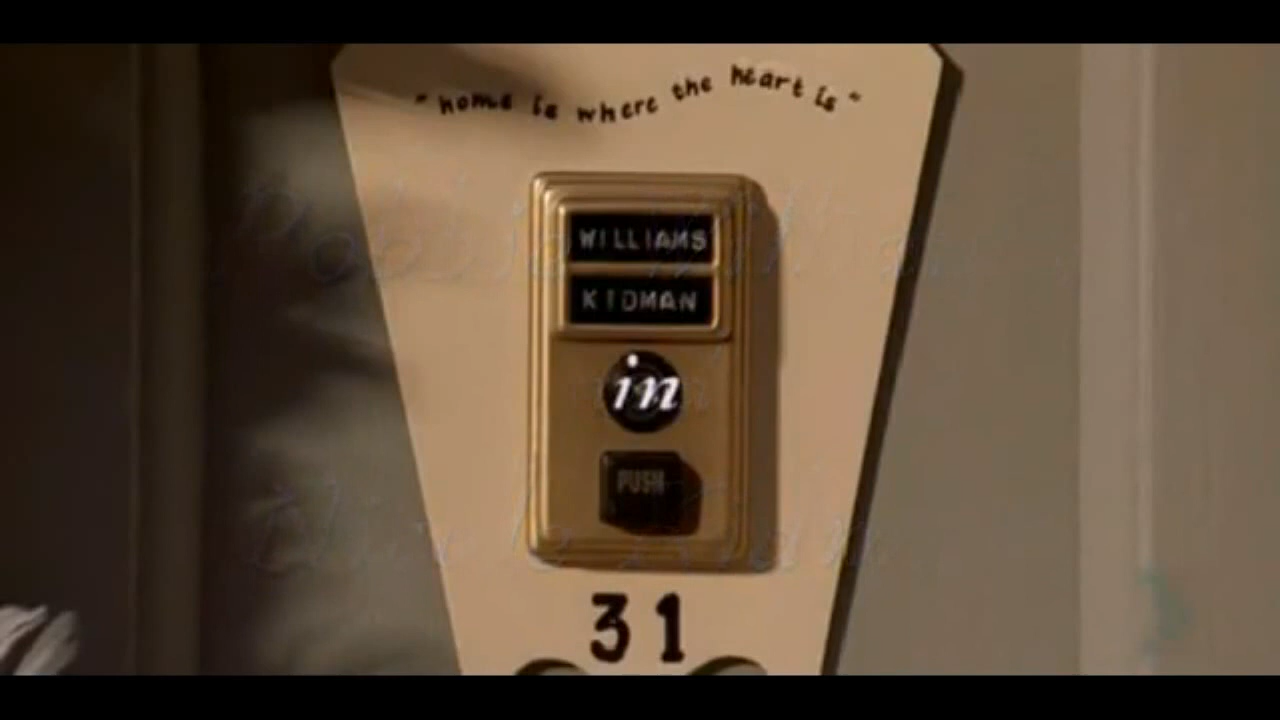 "home is where the heart is"
WILLIAMS
KIDMAN
in
PUSH
31